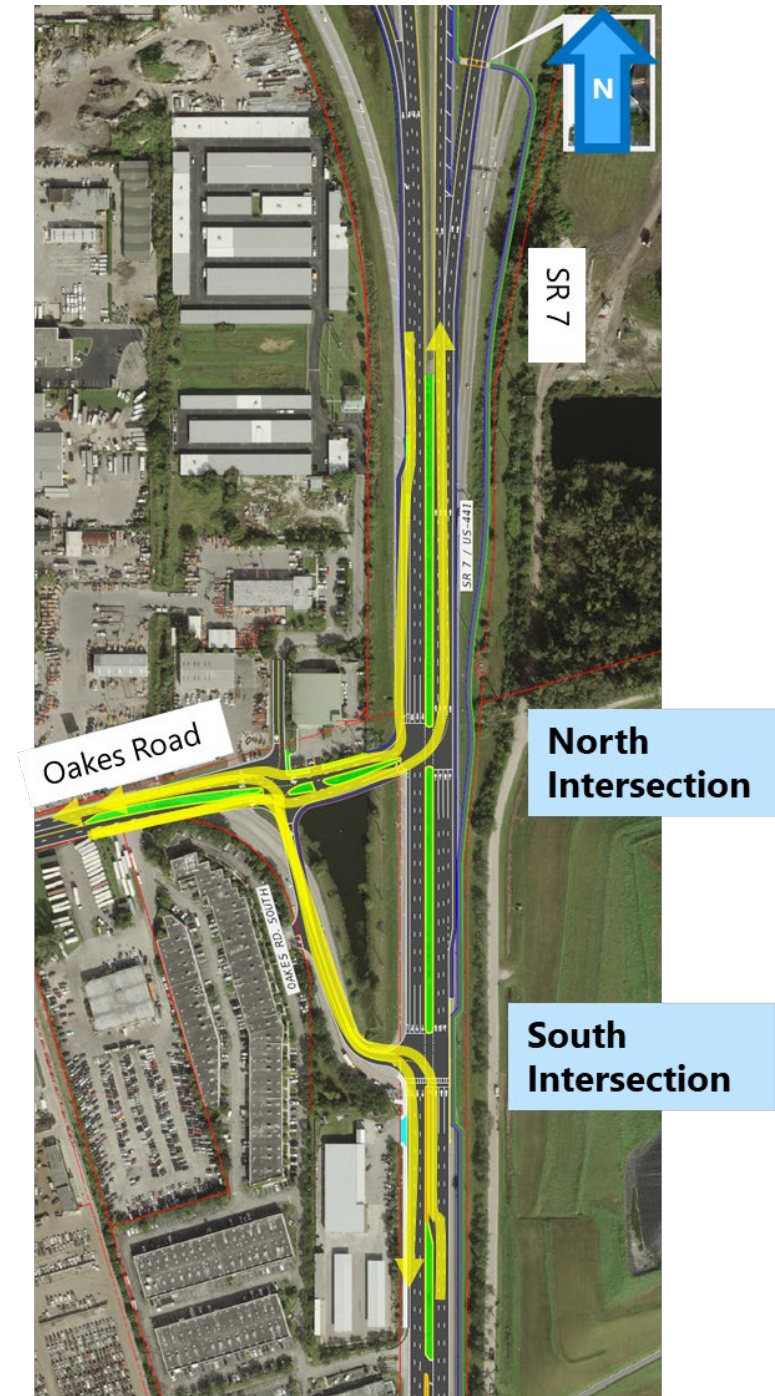 N
SR 7
SR 7 / US-441
Oakes Road
North
Intersection
OAKES RD. SOUTH
South
Intersection